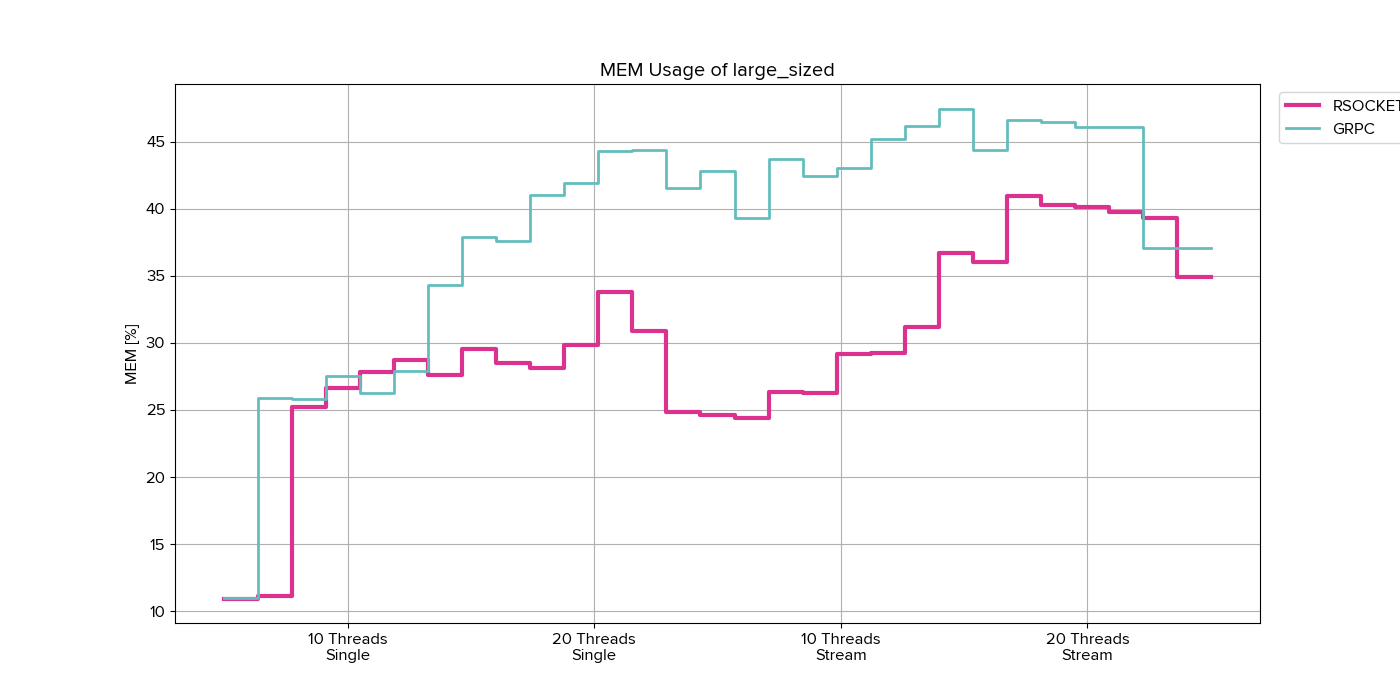 MEM Usage of large_sized
RSOCKET
GRPC
MEM [%]
45
40
35
30
25
20
15
10
10 Threads
Single
20 Threads
Single
10 Threads
Stream
20 Threads
Stream